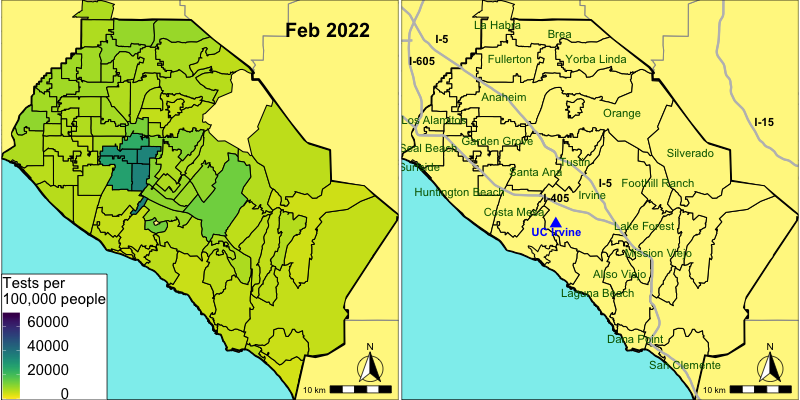 Feb 2022
Tests per
100,000 people
60000
40000
20000
0
N
10 km
La Habra
Brea
I-5
I-605
Fullerton
Yorba Linda
Anaheim
Orange
Los Alamitos
I-15
Garden Grove
Seal Beach
Silverado
Tustin
Sunside
Santa Ana
I-5
Foothill Ranch
Huntington Beach
Irvine
I-405
Costa Mesa
UC Irvine
Lake Forest
Mission Viejo
Aliso Viejo
Laguna Beach
Dana Point
San Clemente
N
10 km